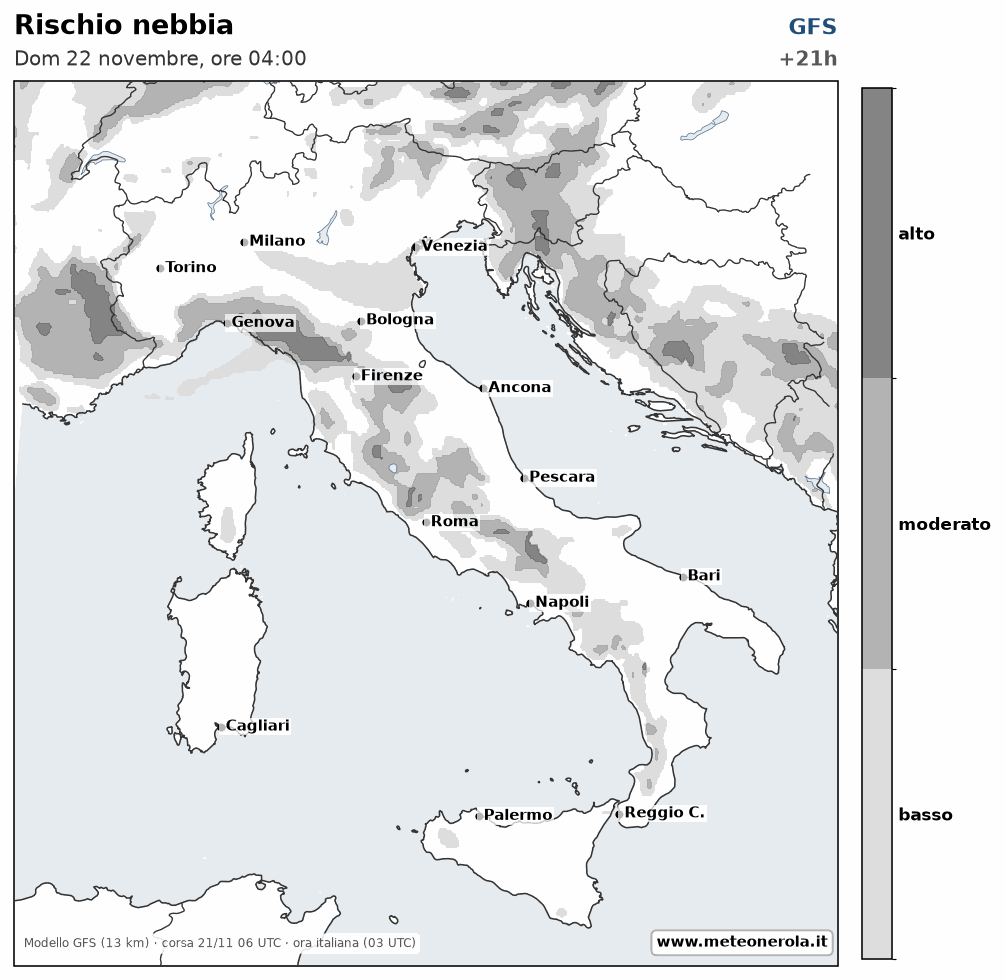 Rischio nebbia
GFS
Dom 22 novembre, ore 04:00
+21h
alto
Milano
Venezia
Torino
Genova
Bologna
Firenze
Ancona
Pescara
Roma
moderato
Bari
Napoli
Cagliari
Palermo
Reggio C.
basso
Modello GFS (13 km) · corsa 21/11 06 UTC · ora italiana (03 UTC)
www.meteonerola.it